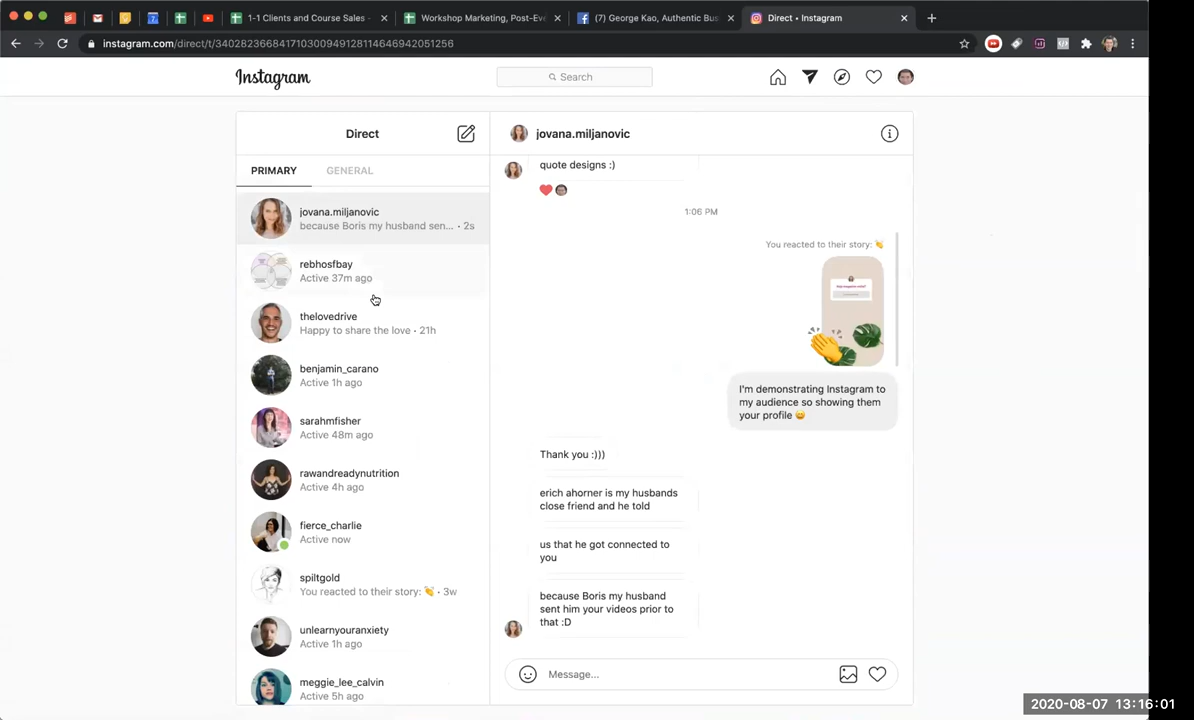 1-1 Clients and Course Sales -
Workshop Marketing, Post-Eve
(7) George Kao, Authentic Bus
Direct • Instagram
instagram.com/direct/t/340282366841710300949128114646942051256
Instagram
Search
Direct
jovana.miljanovic
PRIMARY
GENERAL
jovana.miljanovic
because Boris my husband sen... • 2s
rebhosfbay
Active 37m ago
thelovedrive
Happy to share the love • 21h
benjamin_carano
Active 1h ago
sarahmfisher
Active 48m ago
rawandreadynutrition
Active 4h ago
fierce_charlie
Active now
spiltgold
You reacted to their story: 👏 • 3w
unlearnyouranxiety
Active 1h ago
meggie_lee_calvin
Active 5h ago
quote designs :)
1:06 PM
You reacted to their story: 👏
I'm demonstrating Instagram to
my audience so showing them
your profile 😄
Thank you :)))
erich ahorner is my husbands
close friend and he told
us that he got connected to
you
because Boris my husband
sent him your videos prior to
that :D
Message...
2020-08-07 13:16:01